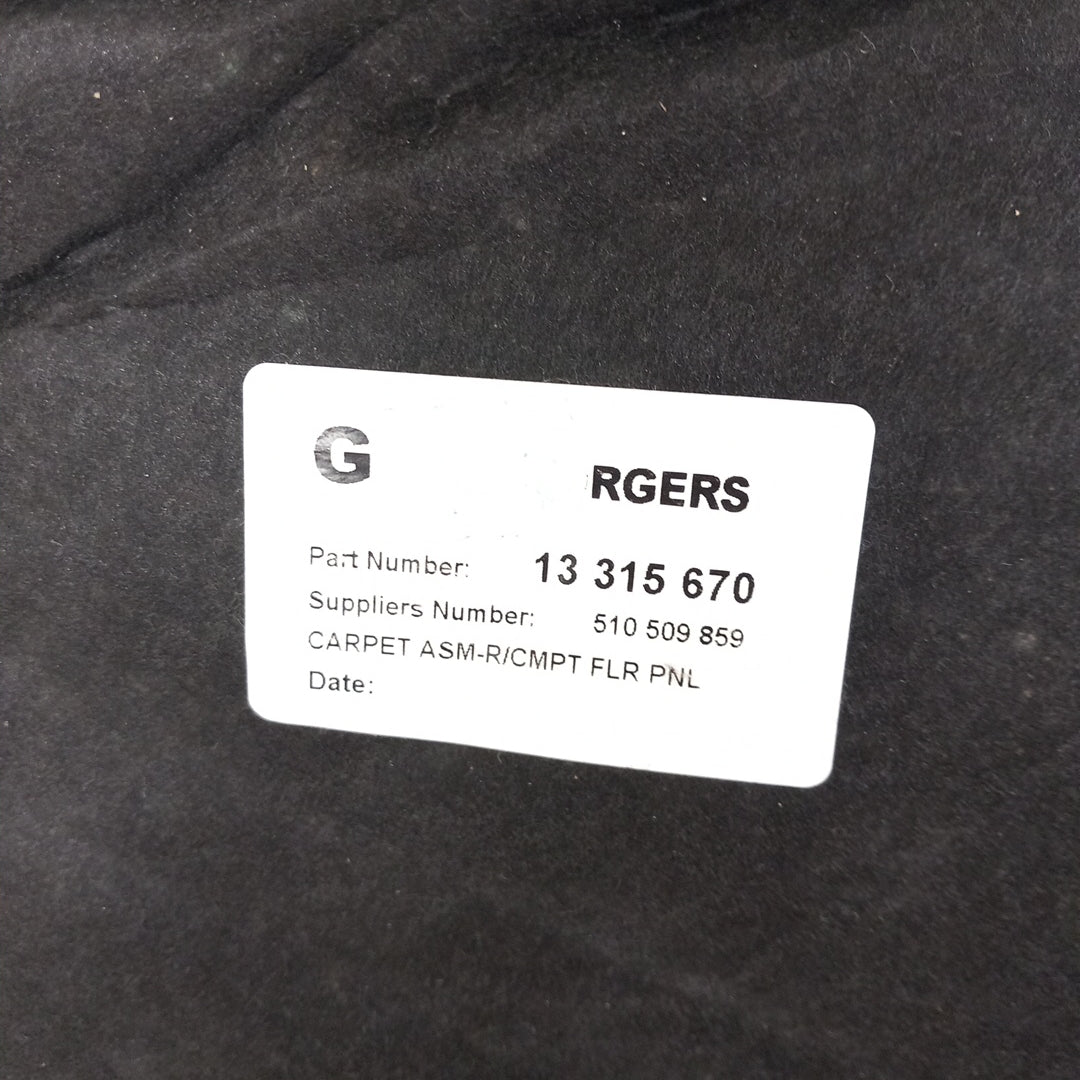 G RGERS
Part Number: 13 315 670
Suppliers Number: 510 509 859
CARPET ASM-R/CMPT FLR PNL
Date: